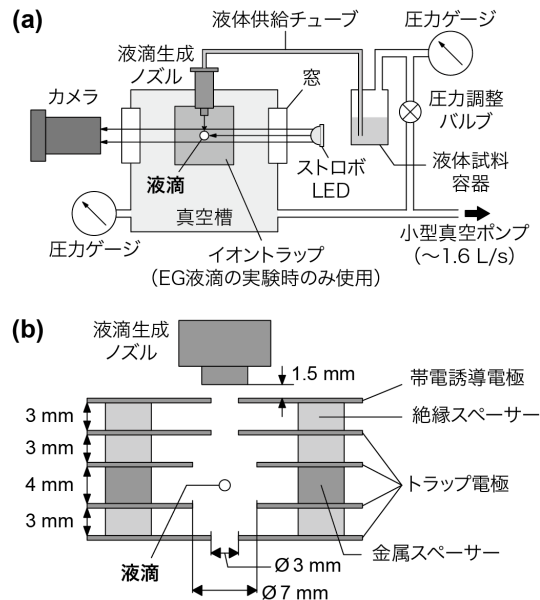 (a)
液体供給チューブ
圧力ゲージ
液滴生成
ノズル
窓
カメラ
圧力調整
バルブ
液滴
ストロボ
LED
液体試料
容器
真空槽
圧力ゲージ
イオントラップ
（EG液滴の実験時のみ使用）
小型真空ポンプ
（～1.6 L/s）
(b)
液滴生成
ノズル
1.5 mm
帯電誘導電極
3 mm
絶縁スペーサー
3 mm
4 mm
トラップ電極
3 mm
液滴
金属スペーサー
Ø 3 mm
Ø 7 mm